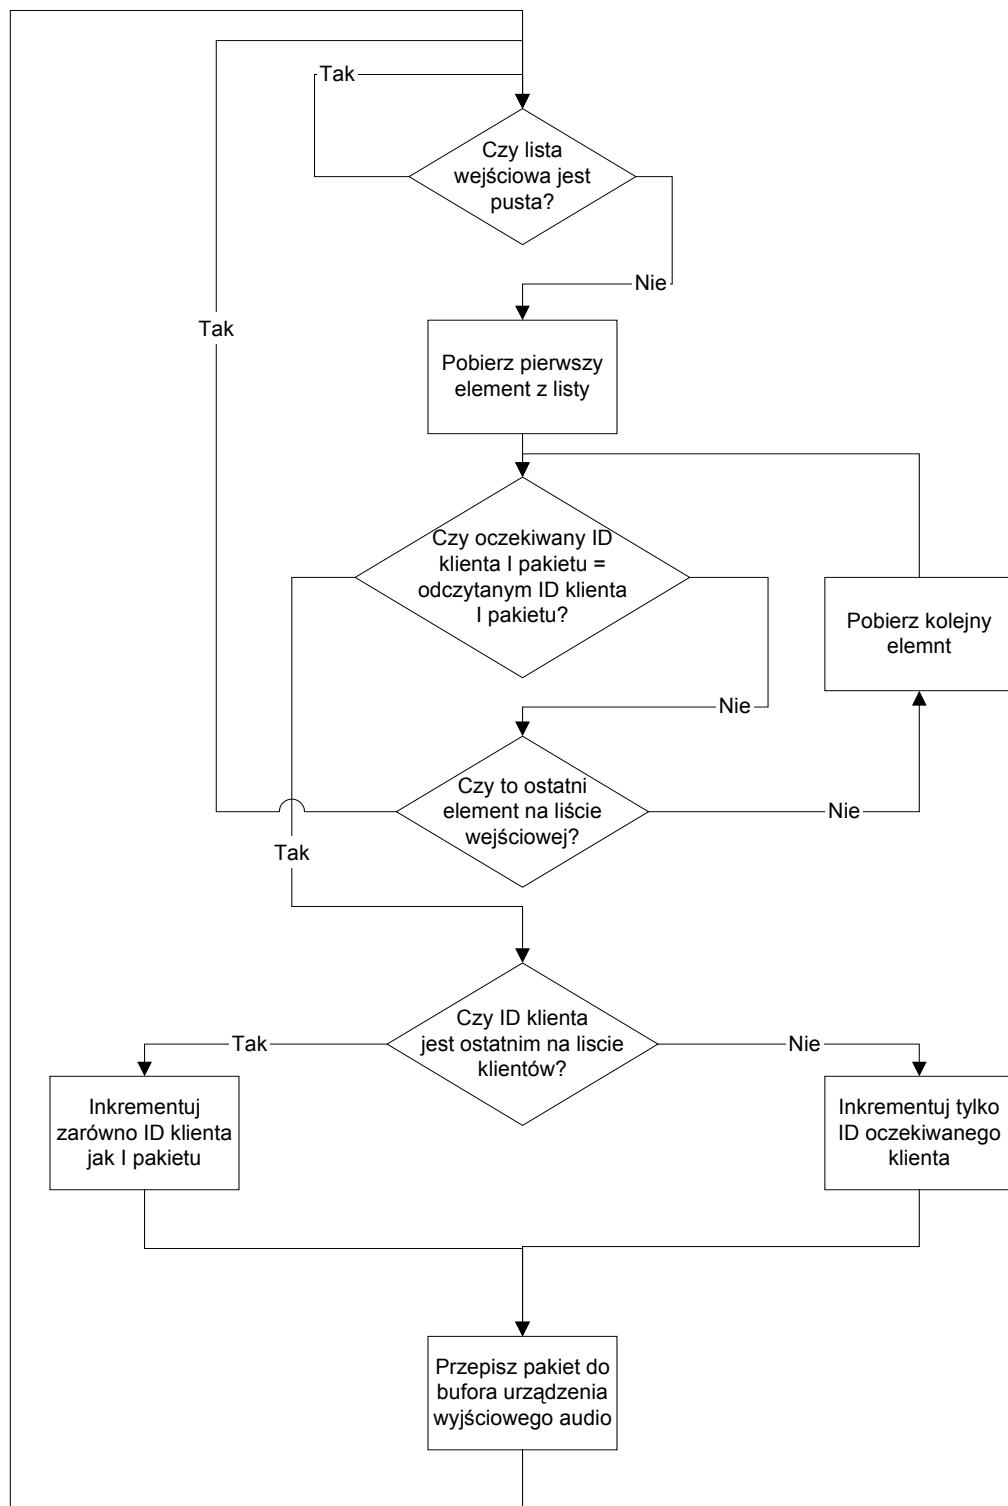 Tak
Czy lista
wejściowa jest
pusta?
Nie
Tak
Pobierz pierwszy
element z listy
Czy oczekiwany ID
klienta I pakietu =
odczytanym ID klienta
I pakietu?
Pobierz kolejny
elemnt
Nie
Czy to ostatni
element na liście
wejściowej?
Nie
Tak
Czy ID klienta
jest ostatnim na liscie
klientów?
Tak
Nie
Inkrementuj
zarówno ID klienta
jak I pakietu
Inkrementuj tylko
ID oczekiwanego
klienta
Przepisz pakiet do
bufora urządzenia
wyjściowego audio